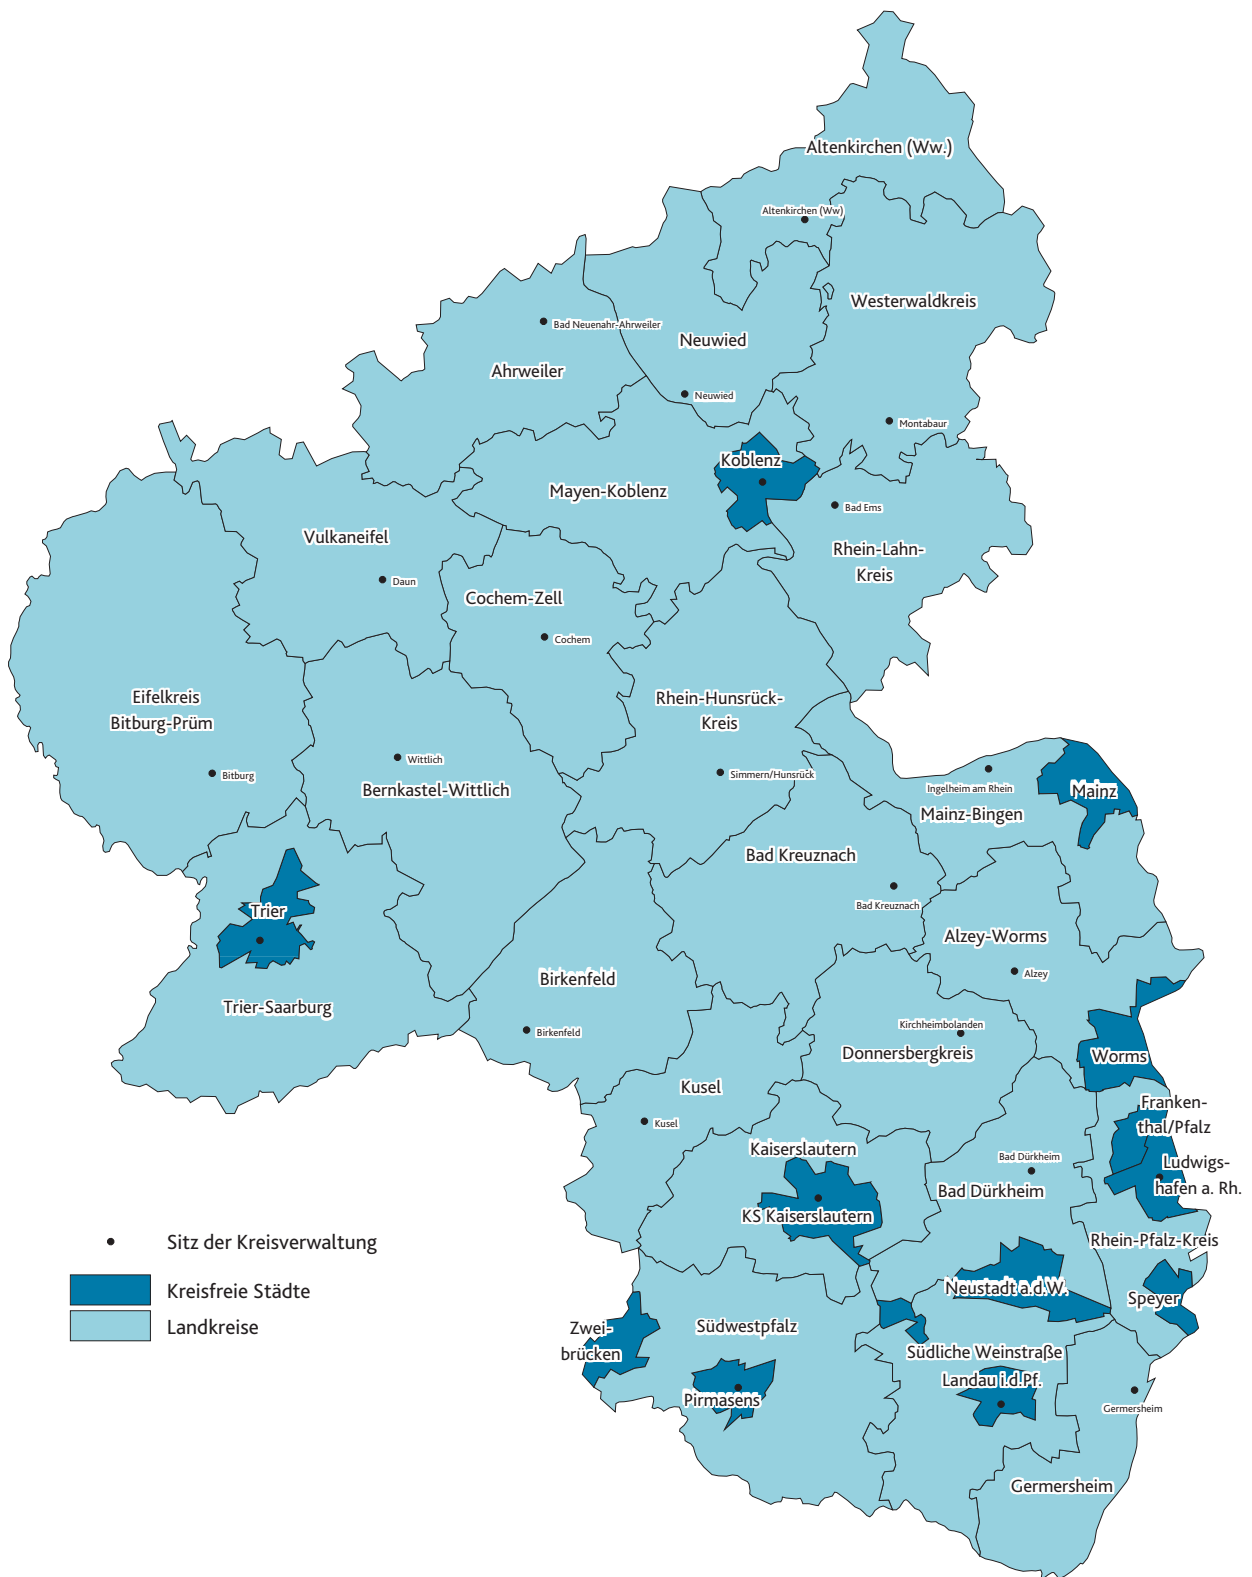 Altenkirchen (Ww.)
Altenkirchen (Ww)
Westerwaldkreis
Bad Neuenahr-Ahrweiler
Neuwied
Ahrweiler
Neuwied
Montabaur
Koblenz
Mayen-Koblenz
Bad Ems
Vulkaneifel
Rhein-Lahn-
Kreis
Daun
Cochem-Zell
Cochem
Eifelkreis
Bitburg-Prüm
Rhein-Hunsrück-
Kreis
Wittlich
Bitburg
Simmern/Hunsrück
Bernkastel-Wittlich
Ingelheim am Rhein
Mainz
Mainz-Bingen
Bad Kreuznach
Bad Kreuznach
Trier
Alzey-Worms
Alzey
Birkenfeld
Trier-Saarburg
Birkenfeld
Kirchheimbolanden
Donnersbergkreis
Worms
Kusel
Kusel
Franken-
thal/Pfalz
Kaiserslautern
Bad Dürkheim
Ludwigs-
hafen a. Rh.
Bad Dürkheim
KS Kaiserslautern
Rhein-Pfalz-Kreis
Sitz der Kreisverwaltung
Kreisfreie Städte
Landkreise
Neustadt a.d.W.
Speyer
Zwei-
brücken
Südwestpfalz
Südliche Weinstraße
Landau i.d.Pf.
Pirmasens
Germersheim
Germersheim